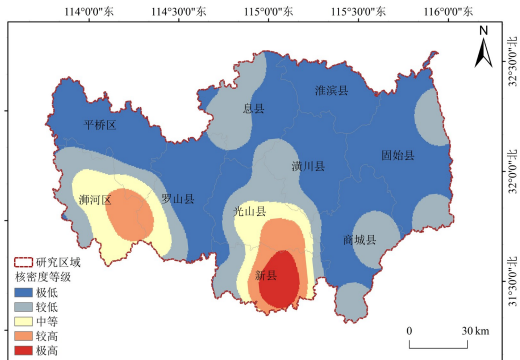 114°0′0″东 114°30′0″东 115°0′0″东 115°30′0″东 116°0′0″东
N
32°30′0″北
淮滨县
息县
平桥区
固始县
潢川县
32°0′0″北
浉河区
罗山县
光山县
商城县
研究区域
核密度等级
新县
31°30′0″北
极低
较低
中等
较高
极高
0 30 km